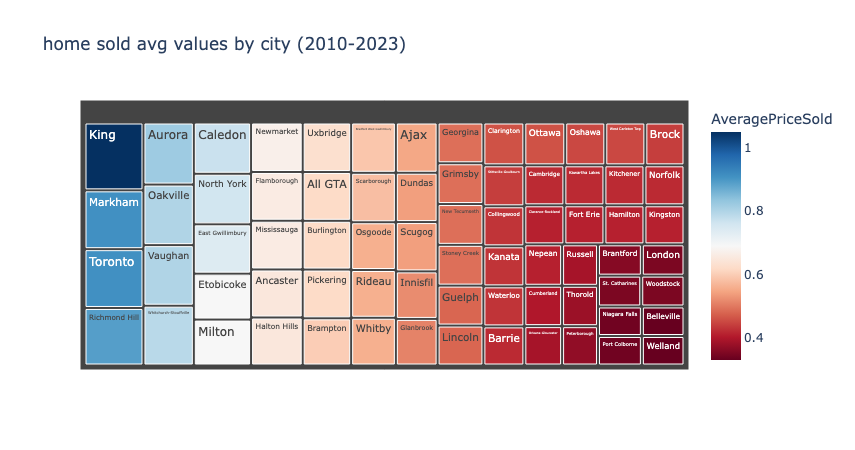 home sold avg values by city (2010-2023)
King
Markham
Toronto
Richmond Hill
Aurora
Oakville
Vaughan
Whitchurch-Stouffville
Caledon
North York
East Gwillimbury
Etobicoke
Milton
Newmarket
Flamborough
Mississauga
Ancaster
Halton Hills
Uxbridge
All GTA
Burlington
Pickering
Brampton
Scarborough
Osgoode
Rideau
Whitby
Ajax
Dundas
Scugog
Innisfil
Glanbrook
Georgina
Grimsby
New Tecumseth
Stoney Creek
Guelph
Lincoln
Clarington
Collingwood
Kanata
Waterloo
Barrie
Ottawa
Cambridge
Clarence-Rockland
Nepean
Cumberland
Orleans-Gloucester
Oshawa
Kawartha Lakes
Fort Erie
Russell
Thorold
Peterborough
West Carleton Twp
Kitchener
Hamilton
Brock
Norfolk
Kingston
Brantford
St. Catharines
Niagara Falls
Port Colborne
London
Woodstock
Belleville
Welland
AveragePriceSold
1
0.8
0.6
0.4